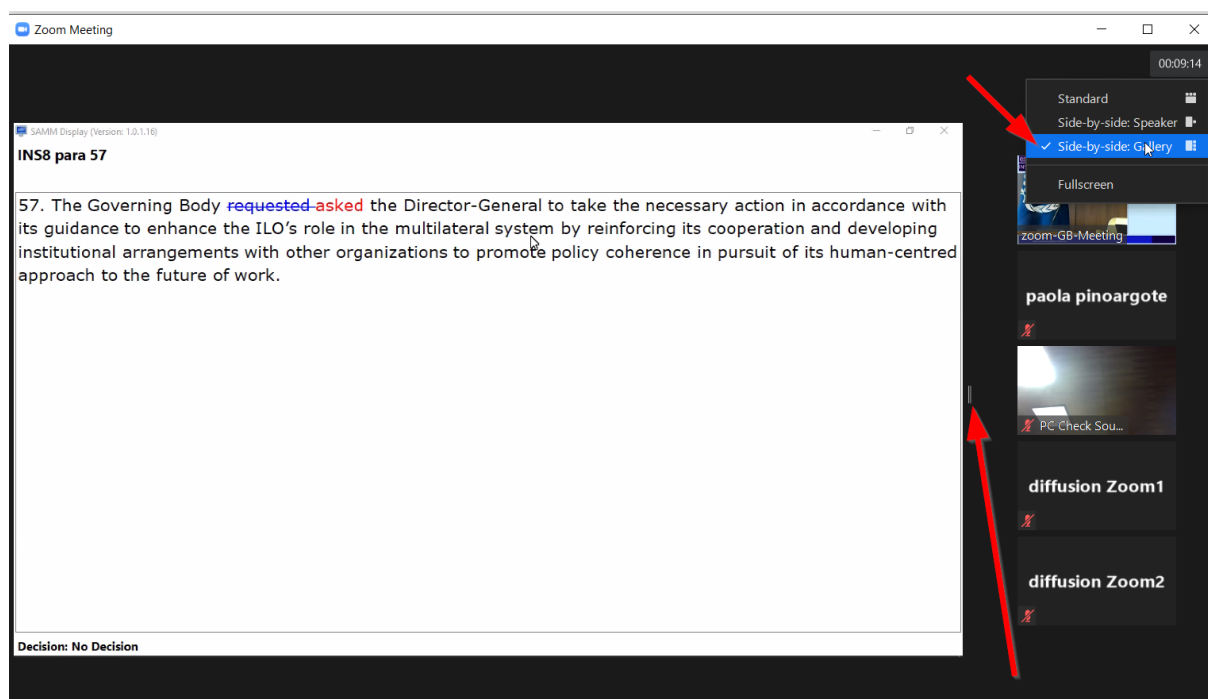 Zoom Meeting
00:09:14
Standard
Side-by-side: Speaker
Side-by-side: Gallery
Fullscreen
SAMM Display (Version: 1.0.1.16)
INS8 para 57
57. The Governing Body requested asked the Director-General to take the necessary action in accordance with
its guidance to enhance the ILO’s role in the multilateral system by reinforcing its cooperation and developing
institutional arrangements with other organizations to promote policy coherence in pursuit of its human-centred
approach to the future of work.
Decision: No Decision
zoom-GB-Meeting
paola pinoargote
PC Check Sou...
diffusion Zoom1
diffusion Zoom2